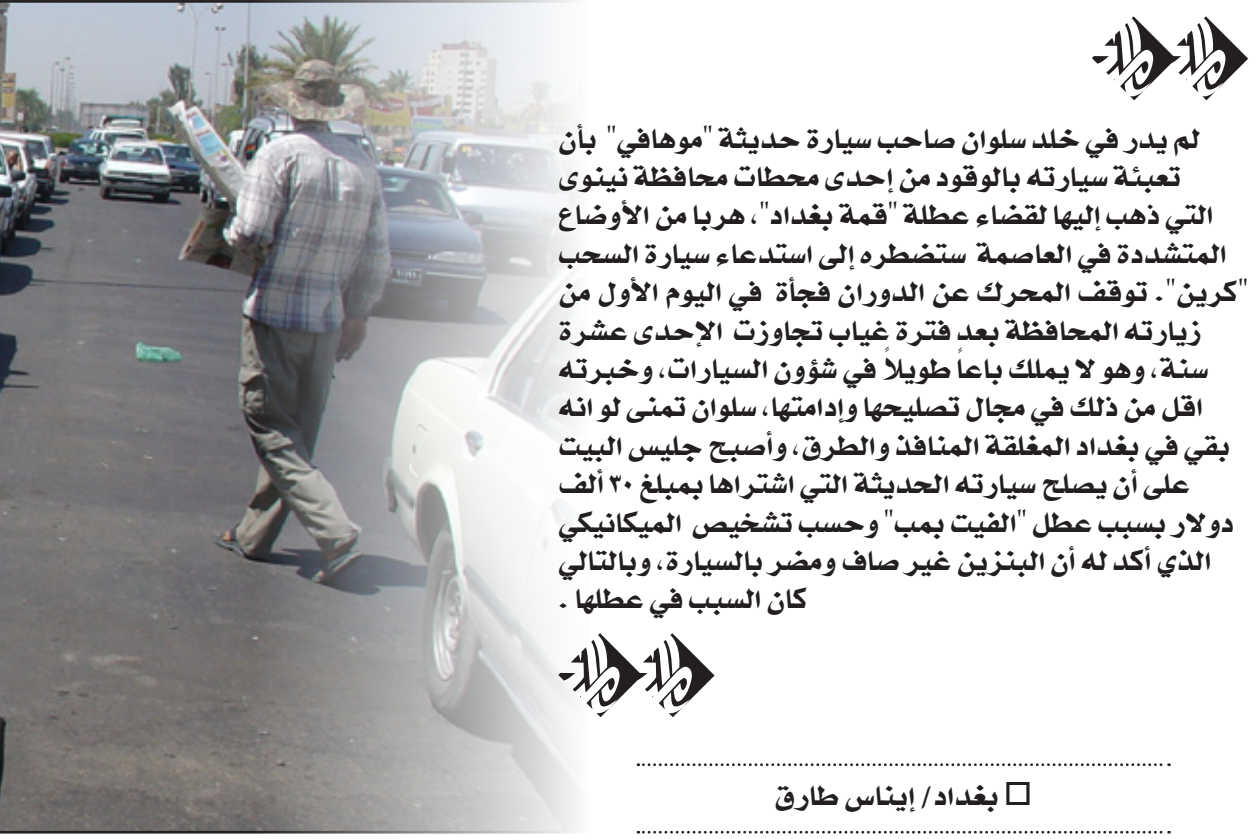 لم يدر في خلد سلوان صاحب سيارة حديثة "موهافي" بأن
تعبئة سيارته بالوقود من إحدى محطات محافظة نينوى
التي ذهب إليها لقضاء عطلة "قمة بغداد"، هربا من الأوضاع
المتشددة في العاصمة ستضطره إلى استدعاء سيارة السحب
"كرين". توقف المحرك عن الدوران فجأة في اليوم الأول من
زيارته المحافظة بعد فترة غياب تجاوزت الإحدى عشرة
سنة، وهو لا يملك باعاً طويلاً في شؤون السيارات، وخبرته
اقل من ذلك في مجال تصليحها وإدامتها، سلوان تمنى لو انه
بقي في بغداد المغلقة المنافذ والطرق، وأصبح جليس البيت
على أن يصلح سيارته الحديثة التي اشتراها بمبلغ ٣٠ ألف
دولار بسبب عطل "الفيت بمب" وحسب تشخيص الميكانيكي
الذي أكد له أن البنزين غير صاف ومضر بالسيارة، وبالتالي
كان السبب في عطلها .
□ بغداد/ إيناس طارق